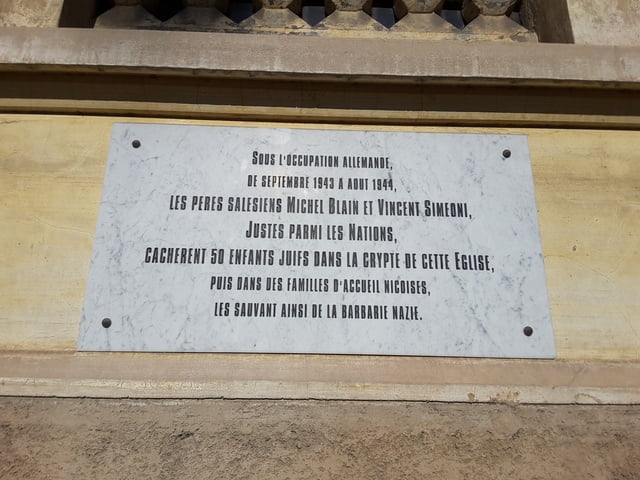 Sous l'occupation allemande,
de septembre 1943 a aout 1944,
les peres salesiens Michel Blain et Vincent Simeoni,
Justes parmi les Nations,
cacherent 50 enfants juifs dans la crypte de cette Eglise,
puis dans des familles d'accueil niçoises,
les sauvant ainsi de la barbarie nazie.